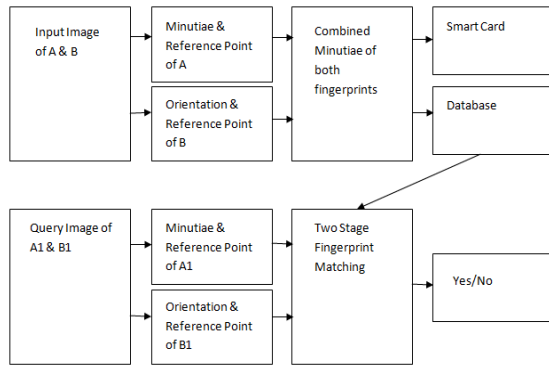 Input Image
of A & B
Minutiae &
Reference Point
of A
Orientation &
Reference Point
of B
Combined
Minutiae of
both
fingerprints
Smart Card
Database
Query Image of
A1 & B1
Minutiae &
Reference Point
of A1
Orientation &
Reference Point of
B1
Two Stage
Fingerprint
Matching
Yes/No